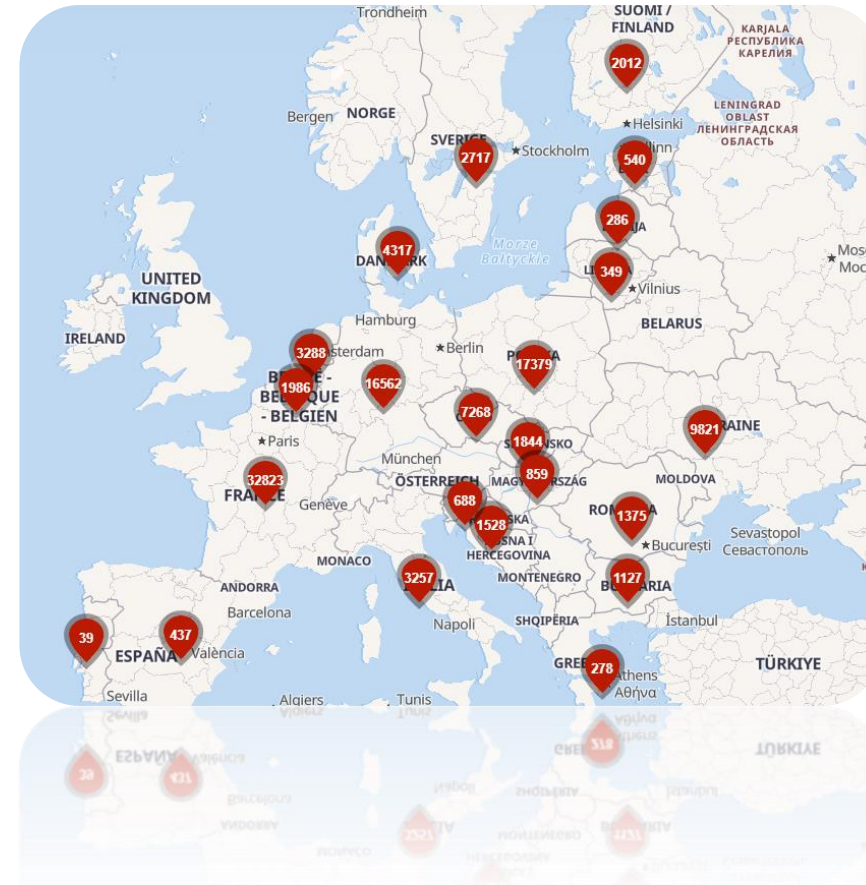 Trondheim
SUOMI /
FINLAND
KARJALA
РЕСПУБЛИКА
КАРЕЛИЯ
2012
LENINGRAD
OBLAST
ЛЕНИНГРАДСКАЯ
ОБЛАСТЬ
Bergen
NORGE
Helsinki
SVERIGE
Stockholm
2717
540
286
4317
Morze
Bałtyckie
349
Vilnius
UNITED
KINGDOM
IRELAND
Hamburg
BELARUS
3288
Berlin
17379
1986
16562
- BELGIEN
7268
9821
Paris
1844
München
859
MOLDOVA
32823
ÖSTERREICH
Genève
688
1528
1375
HERCEGOVINA
București
Sevastopol
Севастополь
MONACO
3257
MONTENEGRO
1127
ANDORRA
Barcelona
Napoli
SHQIPËRIA
İstanbul
39
437
ESPAÑA
València
278
Athens
Αθήνα
TÜRKIYE
Sevilla
Algiers
Tunis